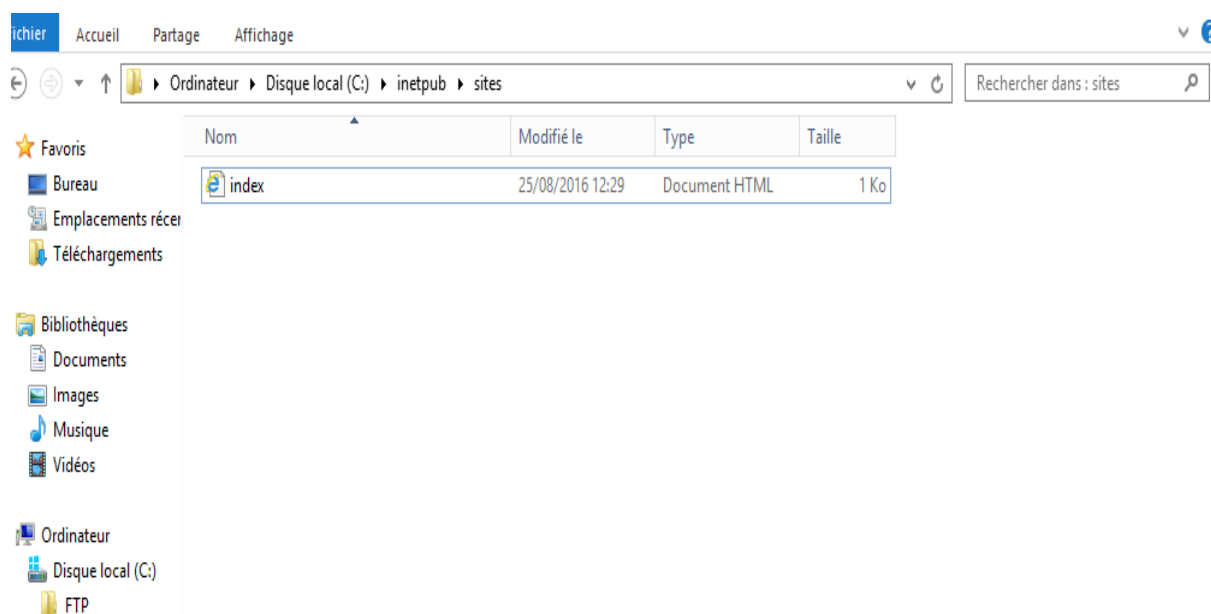 ichier Accueil Partage Affichage
Ordinateur Disque local (C:) inetpub sites Rechercher dans : sites
Nom Modifié le Type Taille
index 25/08/2016 12:29 Document HTML 1 Ko
Favoris
Bureau
Emplacements récer
Téléchargements
Bibliothèques
Documents
Images
Musique
Vidéos
Ordinateur
Disque local (C:)
FTP